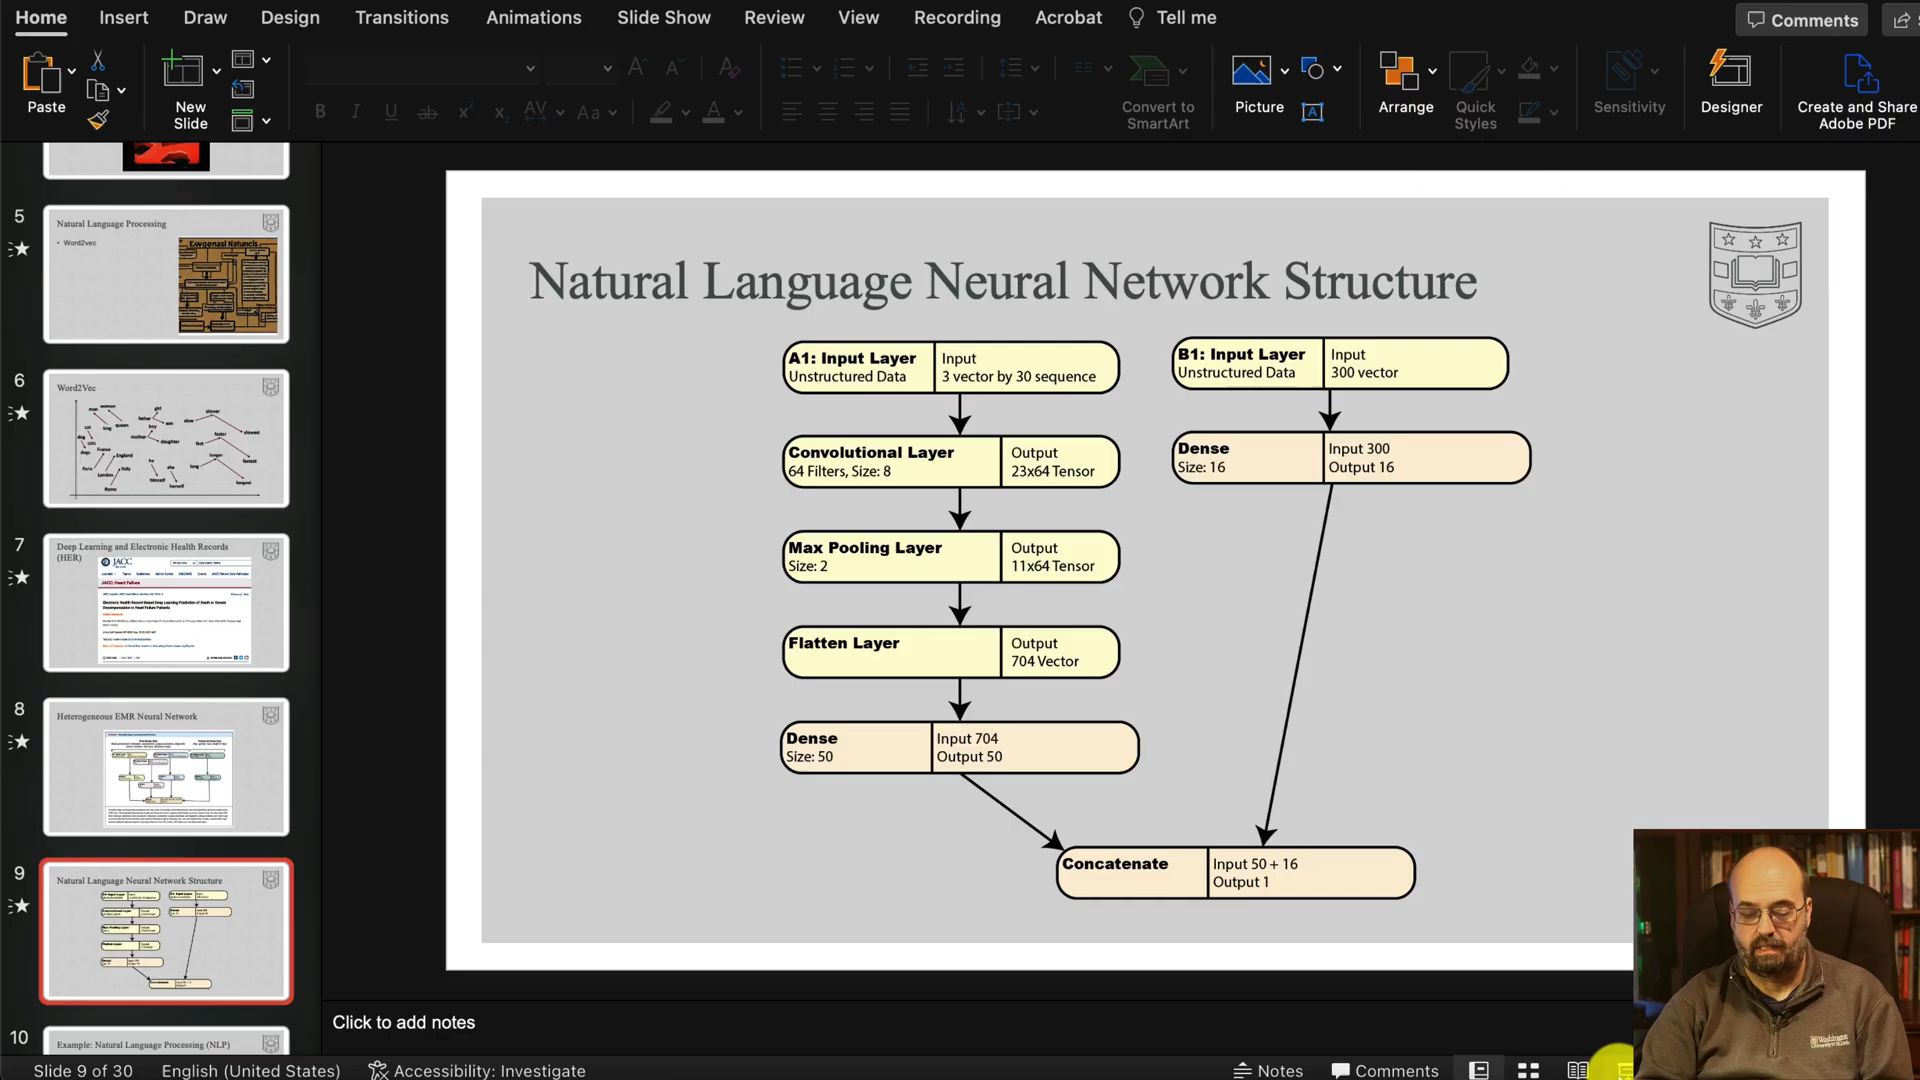 Home Insert Draw Design Transitions Animations Slide Show Review View Recording Acrobat Tell me
Comments
Paste
New
Slide
Convert to
SmartArt
Picture
Arrange
Quick
Styles
Sensitivity
Designer
Create and Share
Adobe PDF
5
Natural Language Processing
• Word2vec
6
Word2Vec
7
Deep Learning and Electronic Health Records
(HER)
JACC
8
Heterogeneous EMR Neural Network
9
Natural Language Neural Network Structure
10
Example: Natural Language Processing (NLP)
Natural Language Neural Network Structure
A1: Input Layer
Unstructured Data
Input
3 vector by 30 sequence
B1: Input Layer
Unstructured Data
Input
300 vector
Convolutional Layer
64 Filters, Size: 8
Output
23x64 Tensor
Dense
Size: 16
Input 300
Output 16
Max Pooling Layer
Size: 2
Output
11x64 Tensor
Flatten Layer
Output
704 Vector
Dense
Size: 50
Input 704
Output 50
Concatenate
Input 50 + 16
Output 1
Click to add notes
Slide 9 of 30
English (United States)
Accessibility: Investigate
Notes
Comments